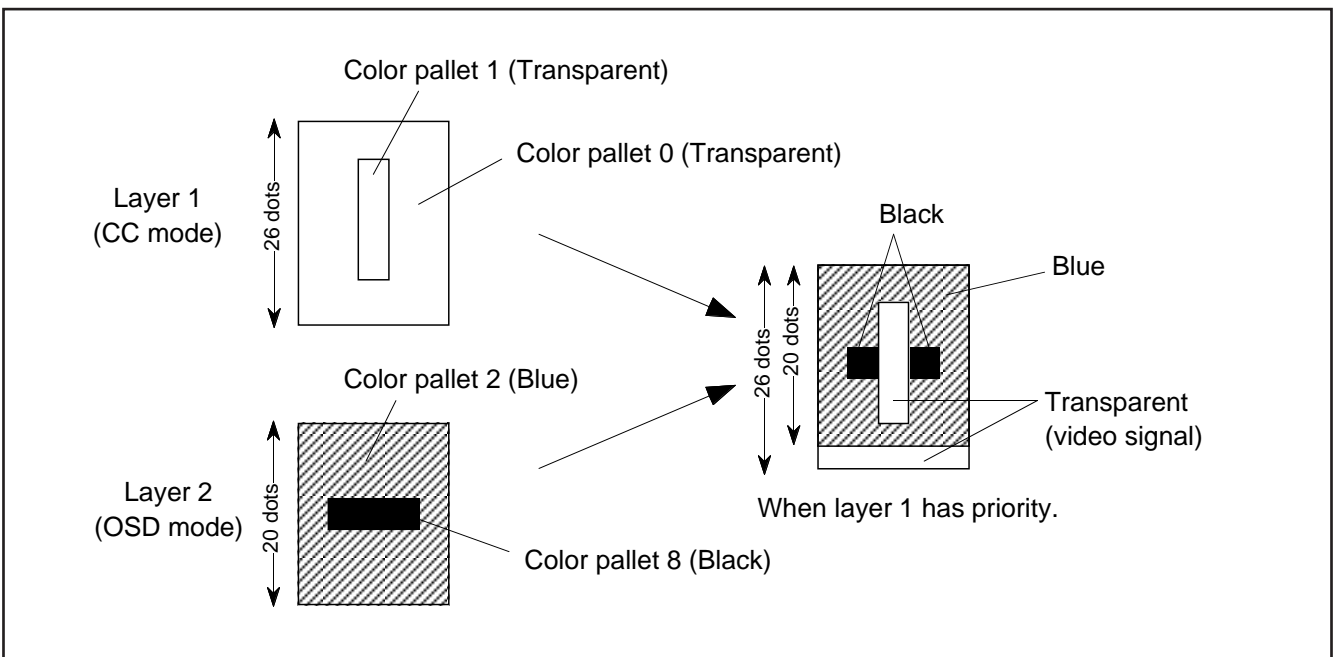 Color pallet 1 (Transparent)
Color pallet 0 (Transparent)
Layer 1
(CC mode)
26 dots
Color pallet 2 (Blue)
Layer 2
(OSD mode)
20 dots
Color pallet 8 (Black)
Black
Blue
26 dots
20 dots
Transparent
(video signal)
When layer 1 has priority.